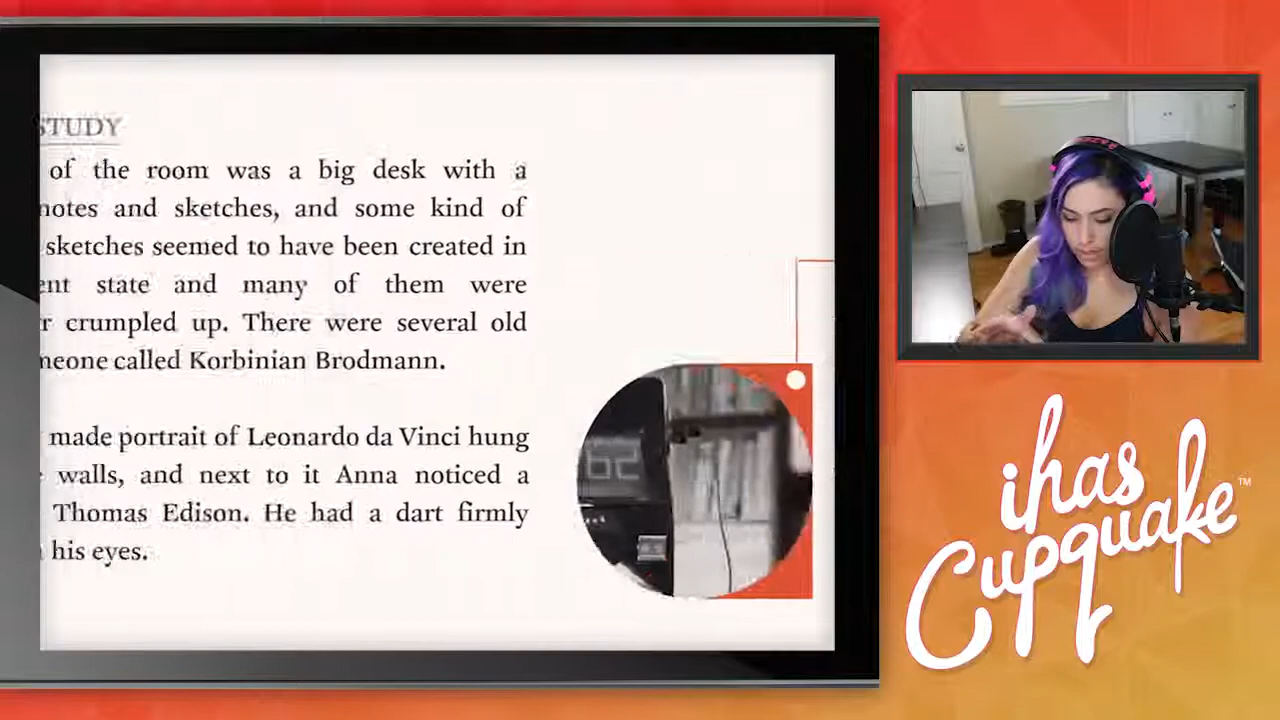 STUDY
of the room was a big desk with a
notes and sketches, and some kind of
sketches seemed to have been created in
ent state and many of them were
r crumpled up. There were several old
meone called Korbinian Brodmann.
made portrait of Leonardo da Vinci hung
walls, and next to it Anna noticed a
Thomas Edison. He had a dart firmly
his eyes.
62
ihas
Cupquake™